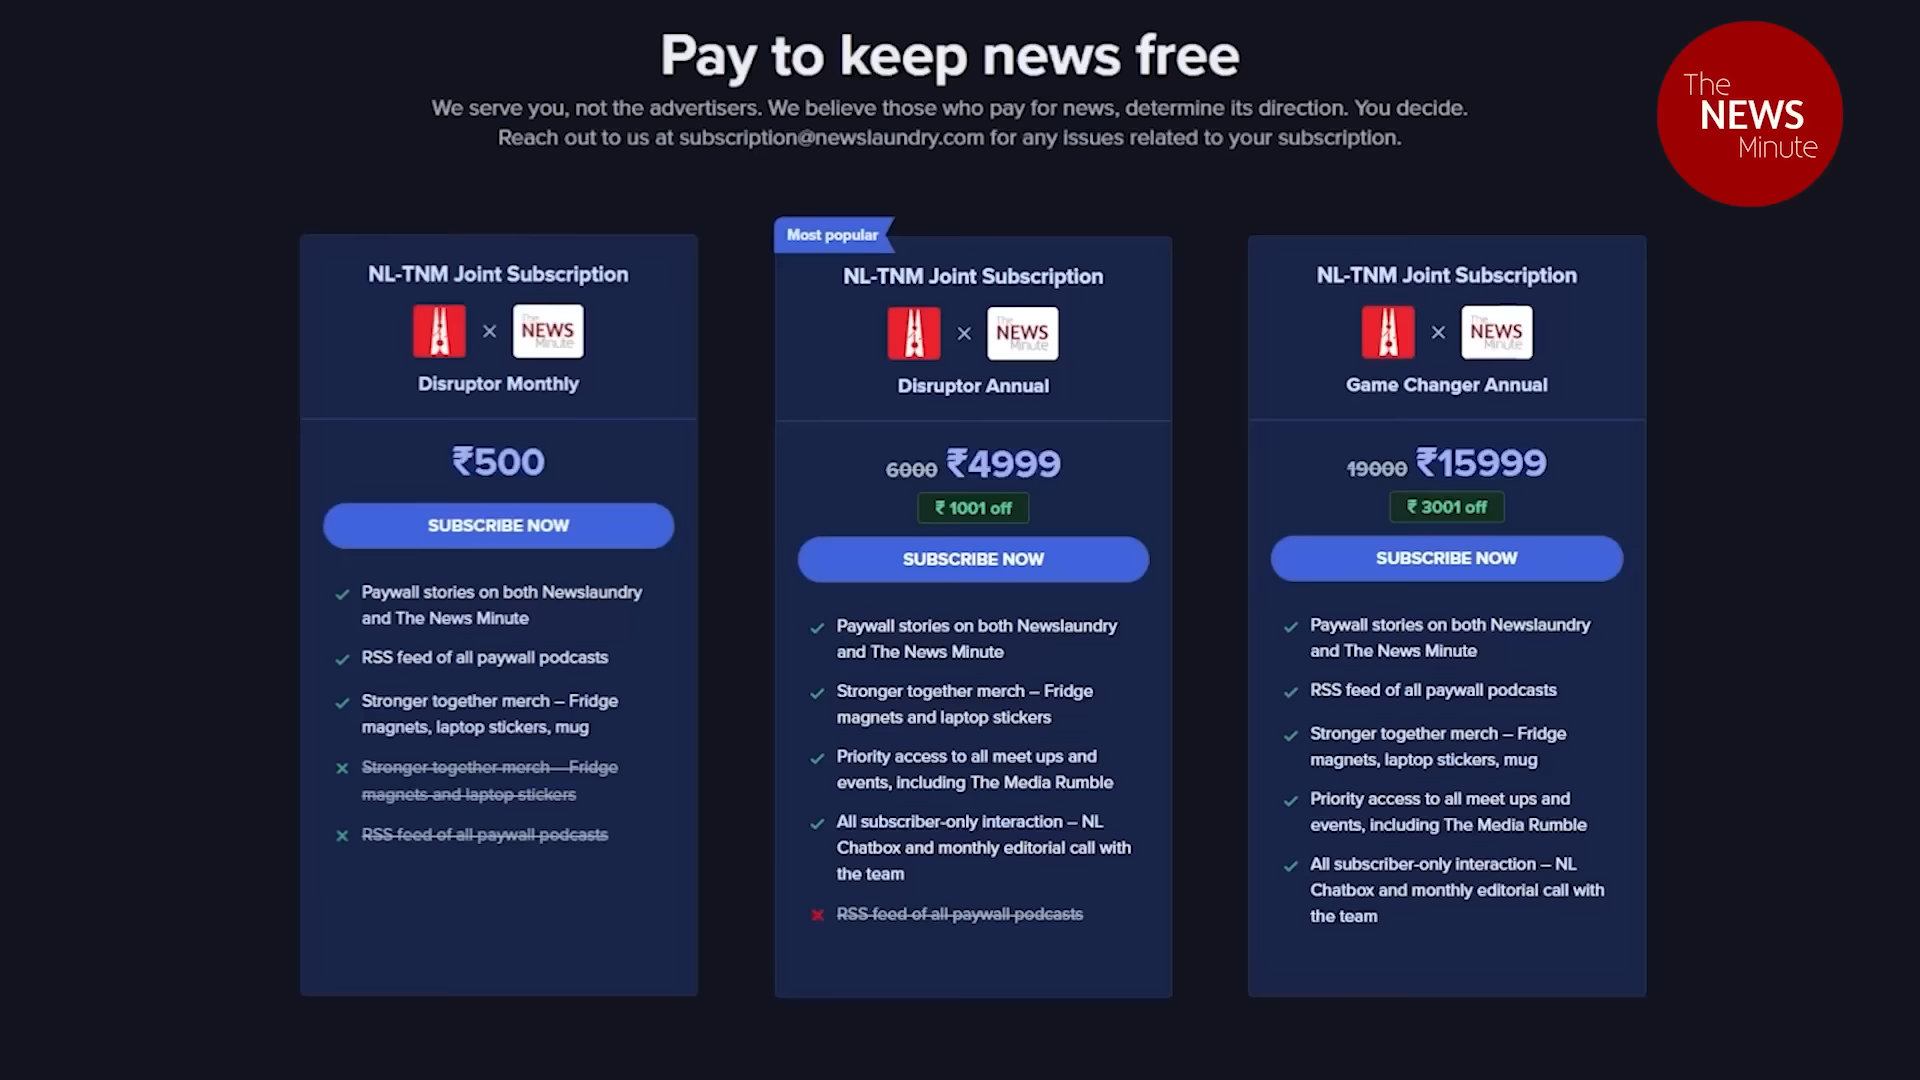 Pay to keep news free
We serve you, not the advertisers. We believe those who pay for news, determine its direction. You decide.
Reach out to us at subscription@newslaundry.com for any issues related to your subscription.
The
NEWS
Minute
NL-TNM Joint Subscription
The
NEWS
Minute
Disruptor Monthly
₹500
SUBSCRIBE NOW
Paywall stories on both Newslaundry
and The News Minute
RSS feed of all paywall podcasts
Stronger together merch – Fridge
magnets, laptop stickers, mug
Stronger together merch – Fridge
magnets and laptop stickers
RSS feed of all paywall podcasts
Most popular
NL-TNM Joint Subscription
The
NEWS
Minute
Disruptor Annual
6000 ₹4999
₹ 1001 off
SUBSCRIBE NOW
Paywall stories on both Newslaundry
and The News Minute
Stronger together merch – Fridge
magnets and laptop stickers
Priority access to all meet ups and
events, including The Media Rumble
All subscriber-only interaction – NL
Chatbox and monthly editorial call with
the team
RSS feed of all paywall podcasts
NL-TNM Joint Subscription
The
NEWS
Minute
Game Changer Annual
19000 ₹15999
₹ 3001 off
SUBSCRIBE NOW
Paywall stories on both Newslaundry
and The News Minute
RSS feed of all paywall podcasts
Stronger together merch – Fridge
magnets, laptop stickers, mug
Priority access to all meet ups and
events, including The Media Rumble
All subscriber-only interaction – NL
Chatbox and monthly editorial call with
the team